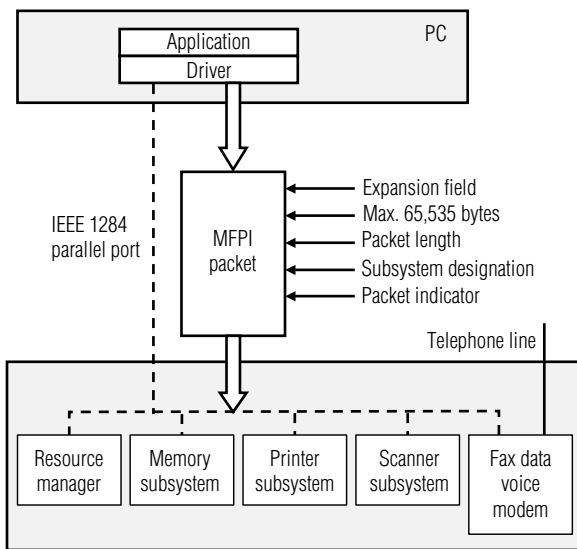 PC
Application
Driver
IEEE 1284
parallel port
MFPI
packet
Expansion field
Max. 65,535 bytes
Packet length
Subsystem designation
Packet indicator
Telephone line
Resource
manager
Memory
subsystem
Printer
subsystem
Scanner
subsystem
Fax data
voice
modem